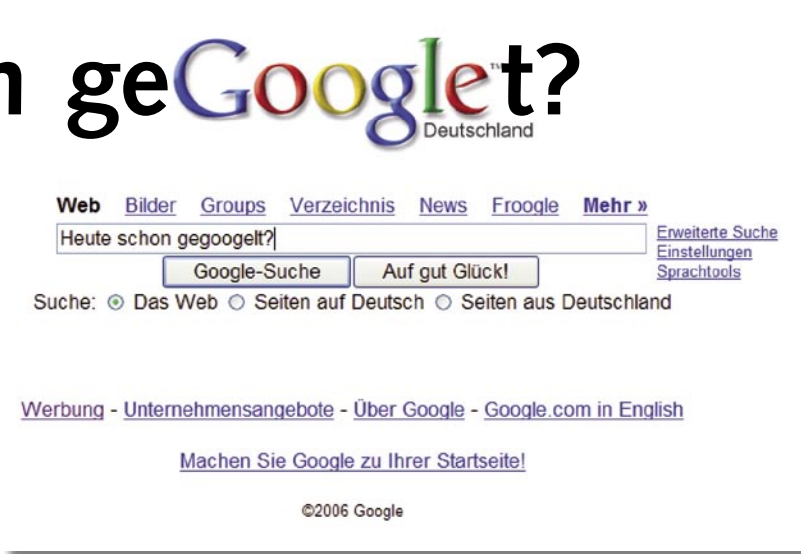 n geGooglet?
™
Deutschland
Web Bilder Groups Verzeichnis News Froogle Mehr »
Heute schon gegoogelt?
Erweiterte Suche
Einstellungen
Sprachtools
Google-Suche Auf gut Glück!
Suche: Das Web Seiten auf Deutsch Seiten aus Deutschland
Werbung - Unternehmensangebote - Über Google - Google.com in English
Machen Sie Google zu Ihrer Startseite!
©2006 Google